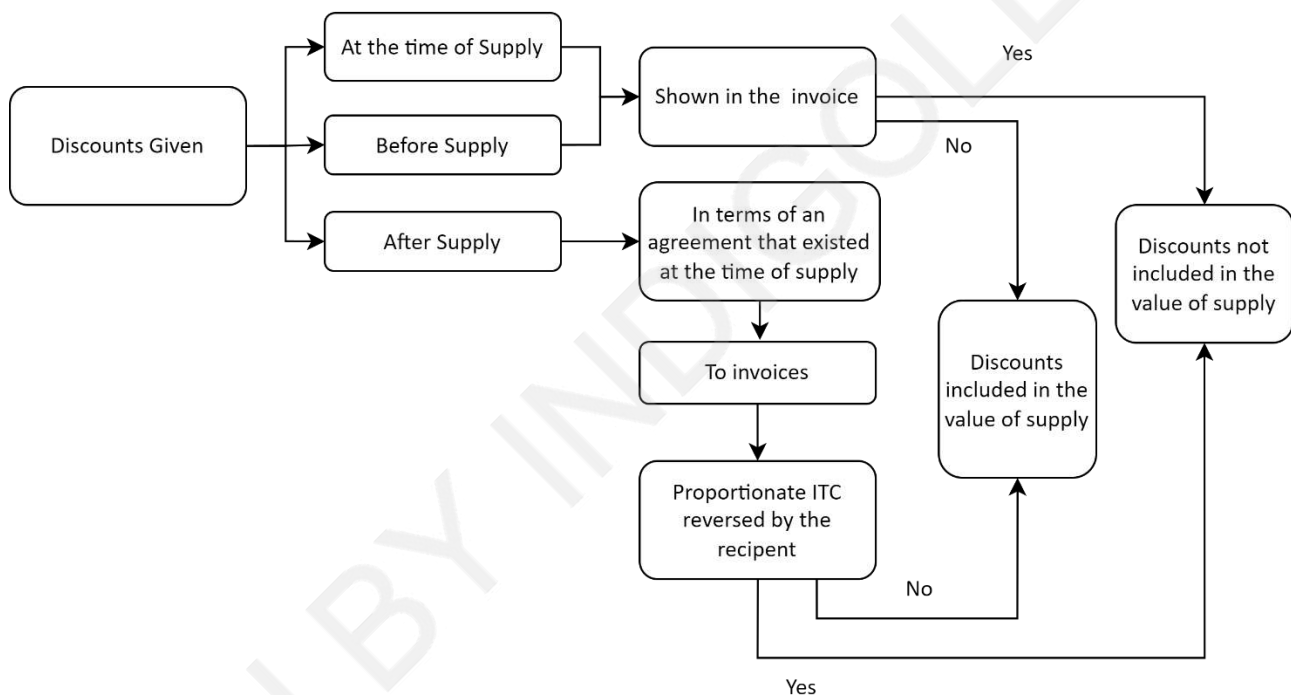 At the time of Supply
Yes
Shown in the invoice
Discounts Given
Before Supply
No
In terms of an
agreement that existed
at the time of supply
After Supply
Discounts not
included in the
value of supply
To invoices
Discounts
included in the
value of supply
Proportionate ITC
reversed by the
recipent
No
Yes
BY INDIGOL